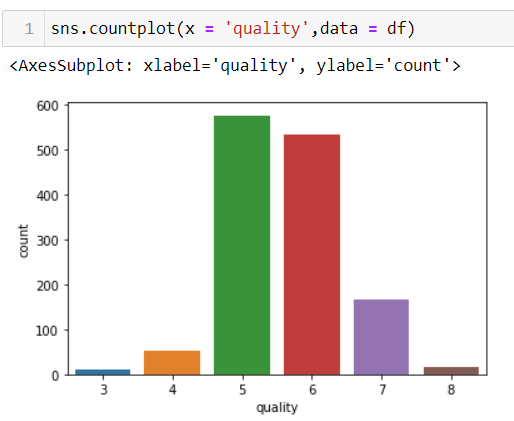 1 sns.countplot(x = 'quality',data = df)
<AxesSubplot: xlabel='quality', ylabel='count'>
600
500
400
300
200
100
0
count
3 4 5 6 7 8
quality